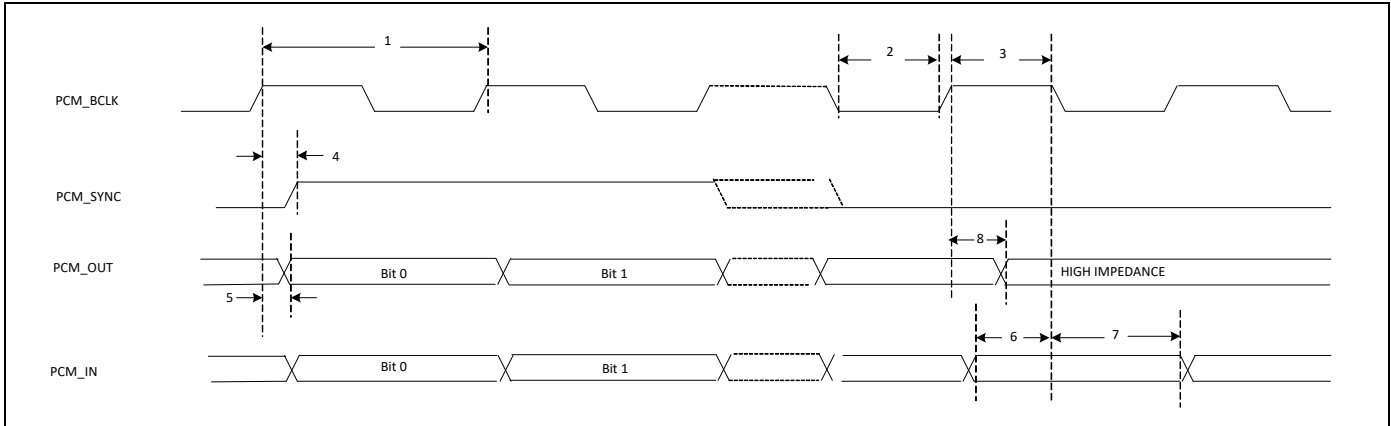 1
2
3
PCM_BCLK
4
PCM_SYNC
8
PCM_OUT
Bit 0
Bit 1
HIGH IMPEDANCE
5
6
7
PCM_IN
Bit 0
Bit 1